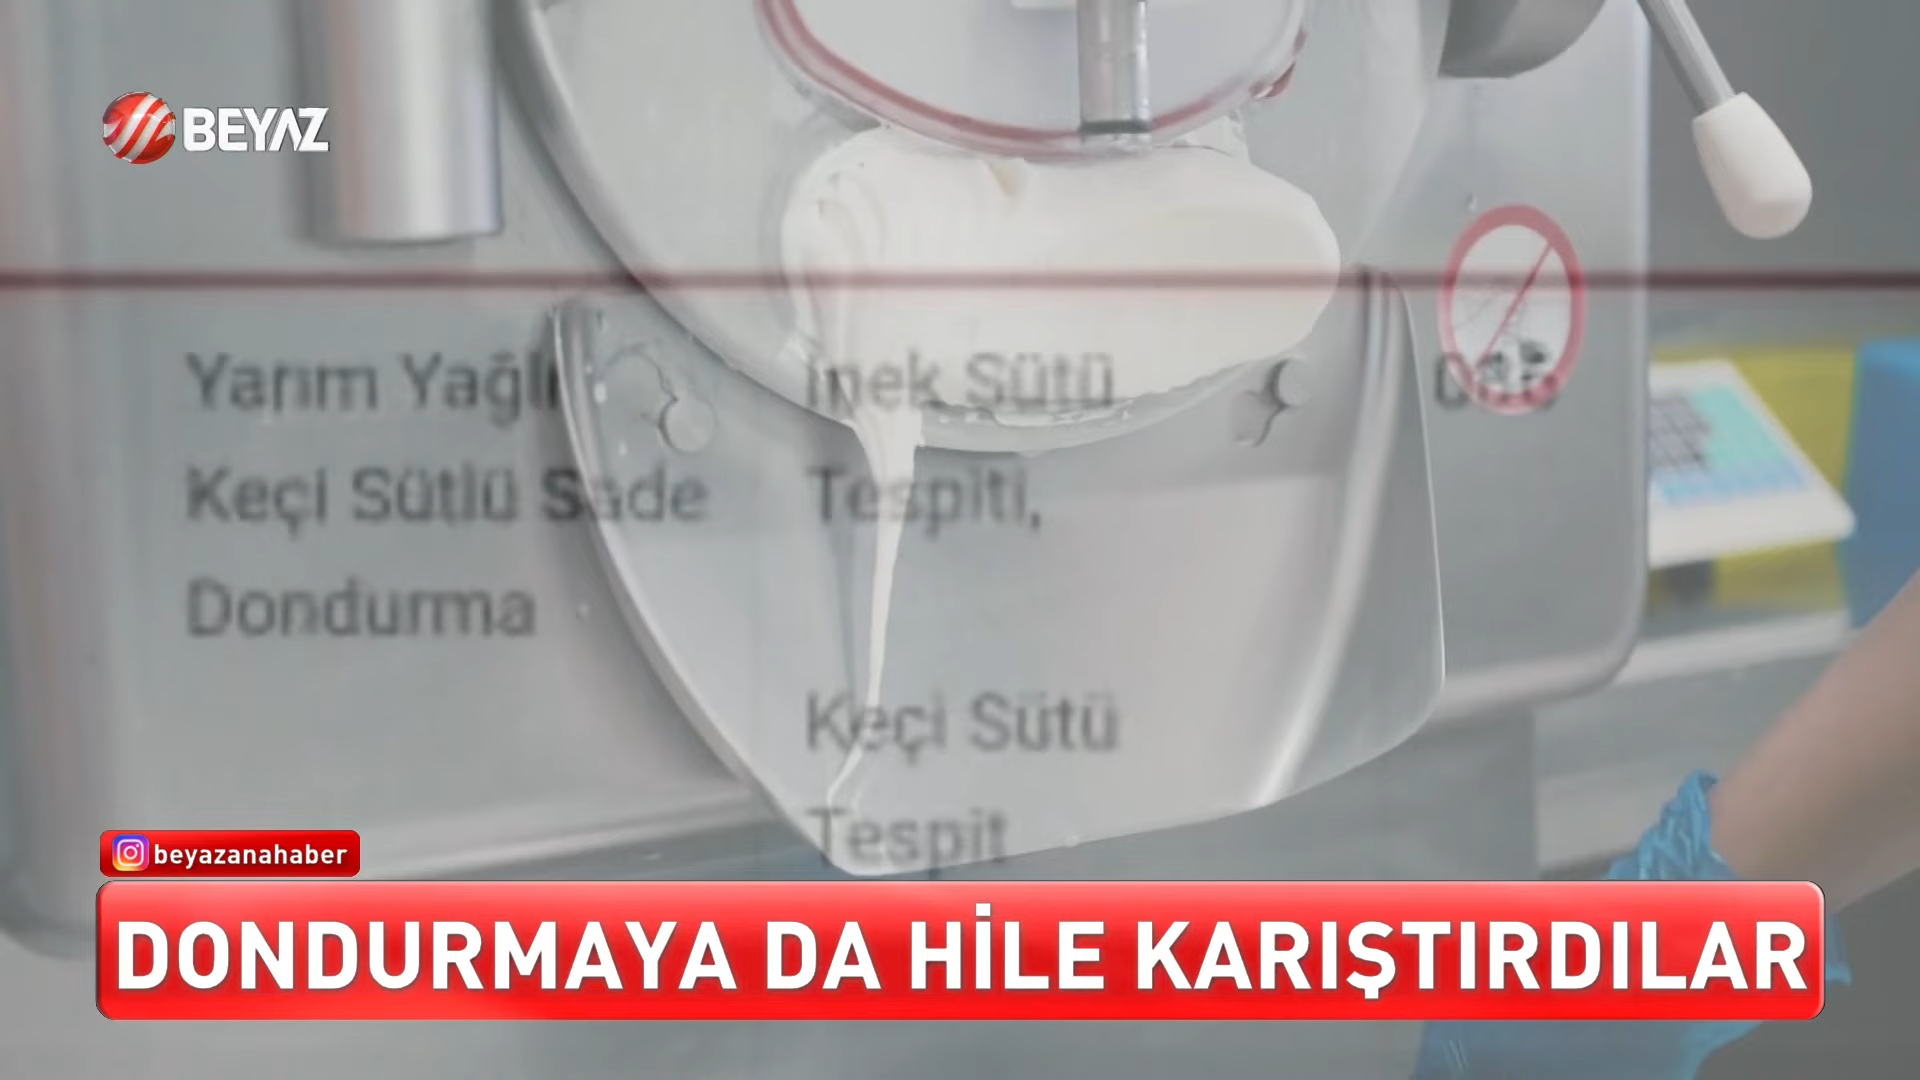 BEYAZ
Yarım Yağlı
Keçi Sütlü Sade
Dondurma
İnek Sütü
Tespiti,
Keçi Sütü
Tespit
beyazanahaber
DONDURMAYA DA HİLE KARIŞTIRDILAR